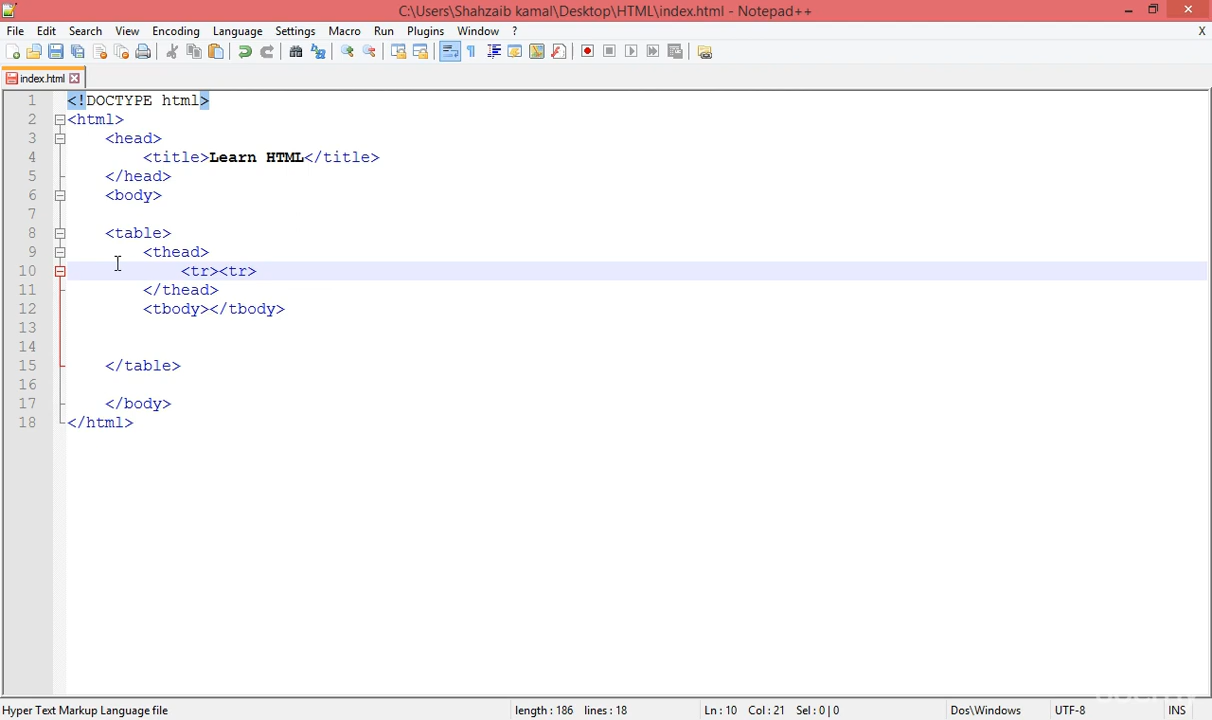 C:\Users\Shahzaib kamal\Desktop\HTML\index.html - Notepad++
File Edit Search View Encoding Language Settings Macro Run Plugins Window ? X
index.html
1 <!DOCTYPE html>
2 <html>
3 <head>
4 <title>Learn HTML</title>
5 </head>
6 <body>
7
8 <table>
9 <thead>
10 <tr><tr>
11 </thead>
12 <tbody></tbody>
13
14
15 </table>
16
17 </body>
18 </html>
Hyper Text Markup Language file length : 186 lines : 18 Ln : 10 Col : 21 Sel : 0 | 0 Dos\Windows UTF-8 INS